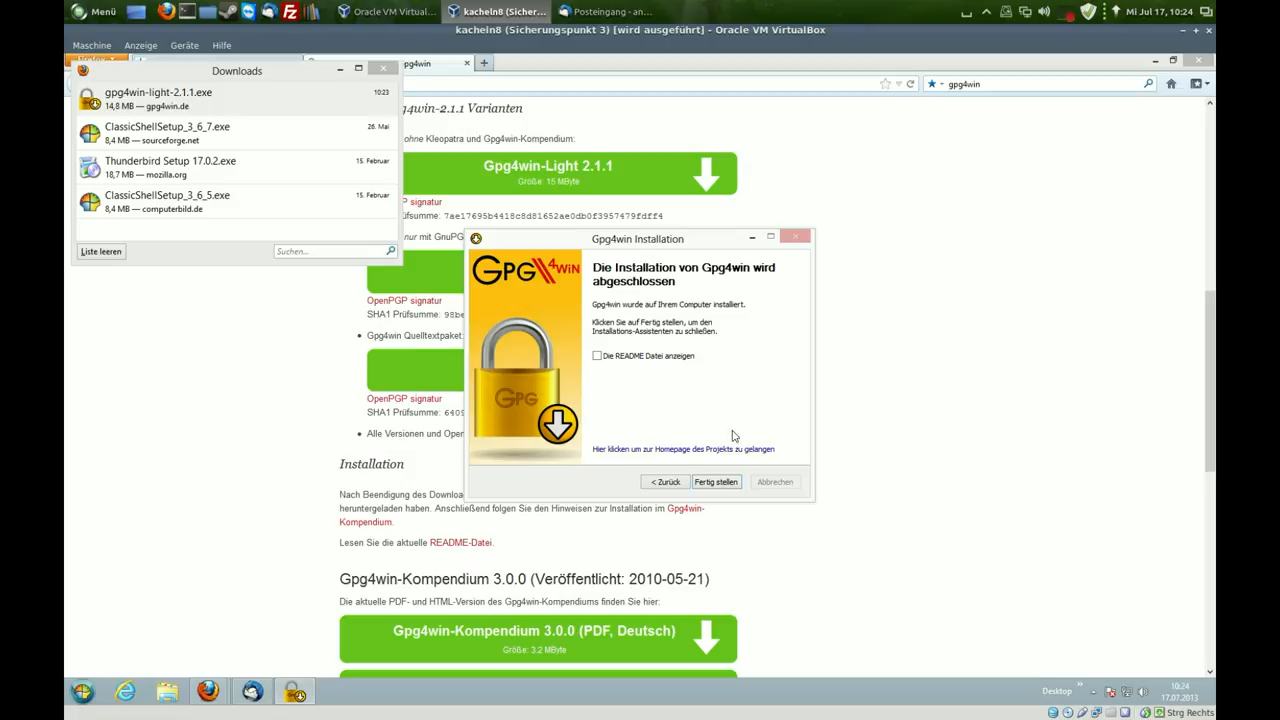 Menü
Oracle VM VirtualBox...
kacheln8 (Sicher...
Posteingang - an...
Mi Jul 17, 10:24
kacheln8 (Sicherungspunkt 3) [wird ausgeführt] - Oracle VM VirtualBox
Maschine Anzeige Geräte Hilfe
gpg4win
gpg4win
Downloads
gpg4win-light-2.1.1.exe 10:23
14,8 MB — gpg4win.de
ClassicShellSetup_3_6_7.exe 26. Mai
8,4 MB — sourceforge.net
Thunderbird Setup 17.0.2.exe 15. Februar
18,7 MB — mozilla.org
ClassicShellSetup_3_6_5.exe 15. Februar
8,4 MB — computerbild.de
Liste leeren
Suchen...
g4win-2.1.1 Varianten
ohne Kleopatra und Gpg4win-Kompendium:
Gpg4win-Light 2.1.1
Größe: 15 MByte
P signatur
rüfsumme: 7ae17695b4418c8d81652ae0db0f3957479fdff4
nur mit GnuPG
OpenPGP signatur
SHA1 Prüfsumme: 98be
Gpg4win Quelltextpaket:
OpenPGP signatur
SHA1 Prüfsumme: 6409
Alle Versionen und Open
Gpg4win Installation
GPG4WIN
GPG
Die Installation von Gpg4win wird
abgeschlossen
Gpg4win wurde auf Ihrem Computer installiert.
Klicken Sie auf Fertig stellen, um den
Installations-Assistenten zu schließen.
Die README Datei anzeigen
Hier klicken um zur Homepage des Projekts zu gelangen
< Zurück Fertig stellen Abbrechen
Installation
Nach Beendigung des Downloa
heruntergeladen haben. Anschließend folgen Sie den Hinweisen zur Installation im Gpg4win-
Kompendium.
Lesen Sie die aktuelle README-Datei.
Gpg4win-Kompendium 3.0.0 (Veröffentlicht: 2010-05-21)
Die aktuelle PDF- und HTML-Version des Gpg4win-Kompendiums finden Sie hier:
Gpg4win-Kompendium 3.0.0 (PDF, Deutsch)
Größe: 3.2 MByte
Desktop
10:24
17.07.2013
Strg Rechts